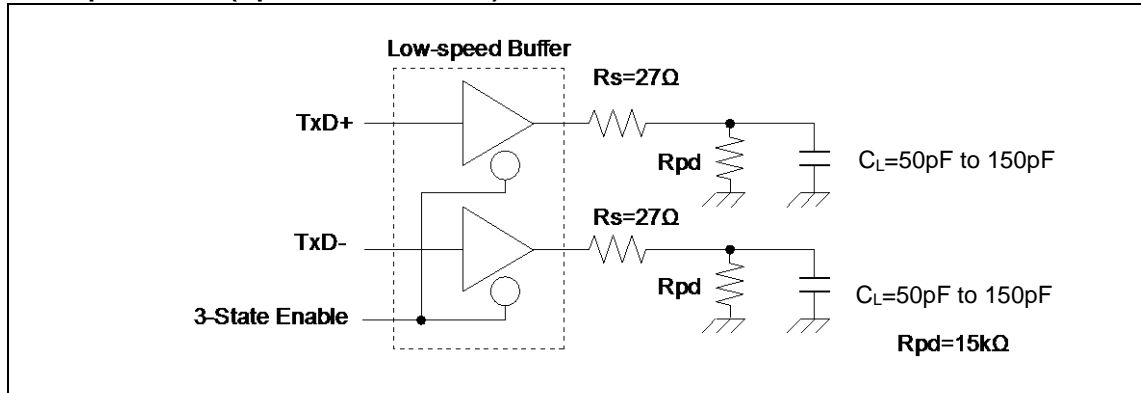 Low-speed Buffer
Rs=27Ω
TxD+
Rpd
CL=50pF to 150pF
Rs=27Ω
TxD-
Rpd
CL=50pF to 150pF
3-State Enable
Rpd=15kΩ